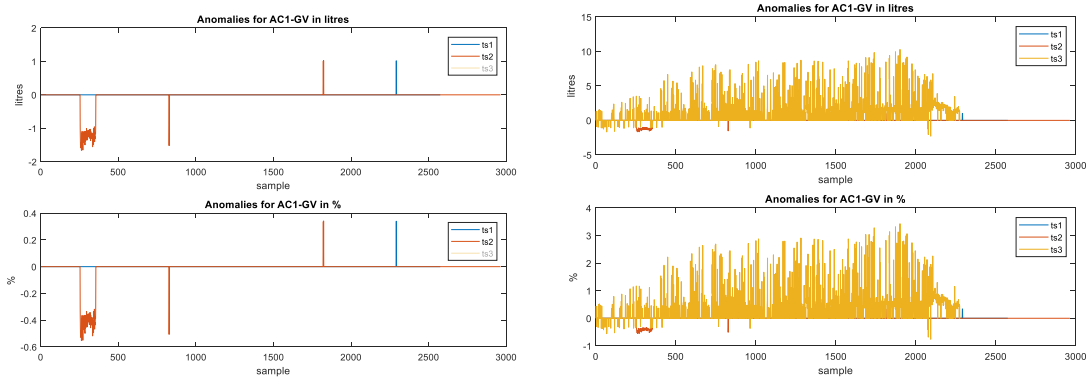 Anomalies for AC1-GV in litres
2
1
0
-1
-2
litres
0 500 1000 1500 2000 2500 3000
sample
ts1
ts2
ts3
Anomalies for AC1-GV in %
0.4
0.2
0
-0.2
-0.4
-0.6
%
0 500 1000 1500 2000 2500 3000
sample
ts1
ts2
ts3
Anomalies for AC1-GV in litres
15
10
5
0
-5
litres
0 500 1000 1500 2000 2500 3000
sample
ts1
ts2
ts3
Anomalies for AC1-GV in %
4
3
2
1
0
-1
%
0 500 1000 1500 2000 2500 3000
sample
ts1
ts2
ts3